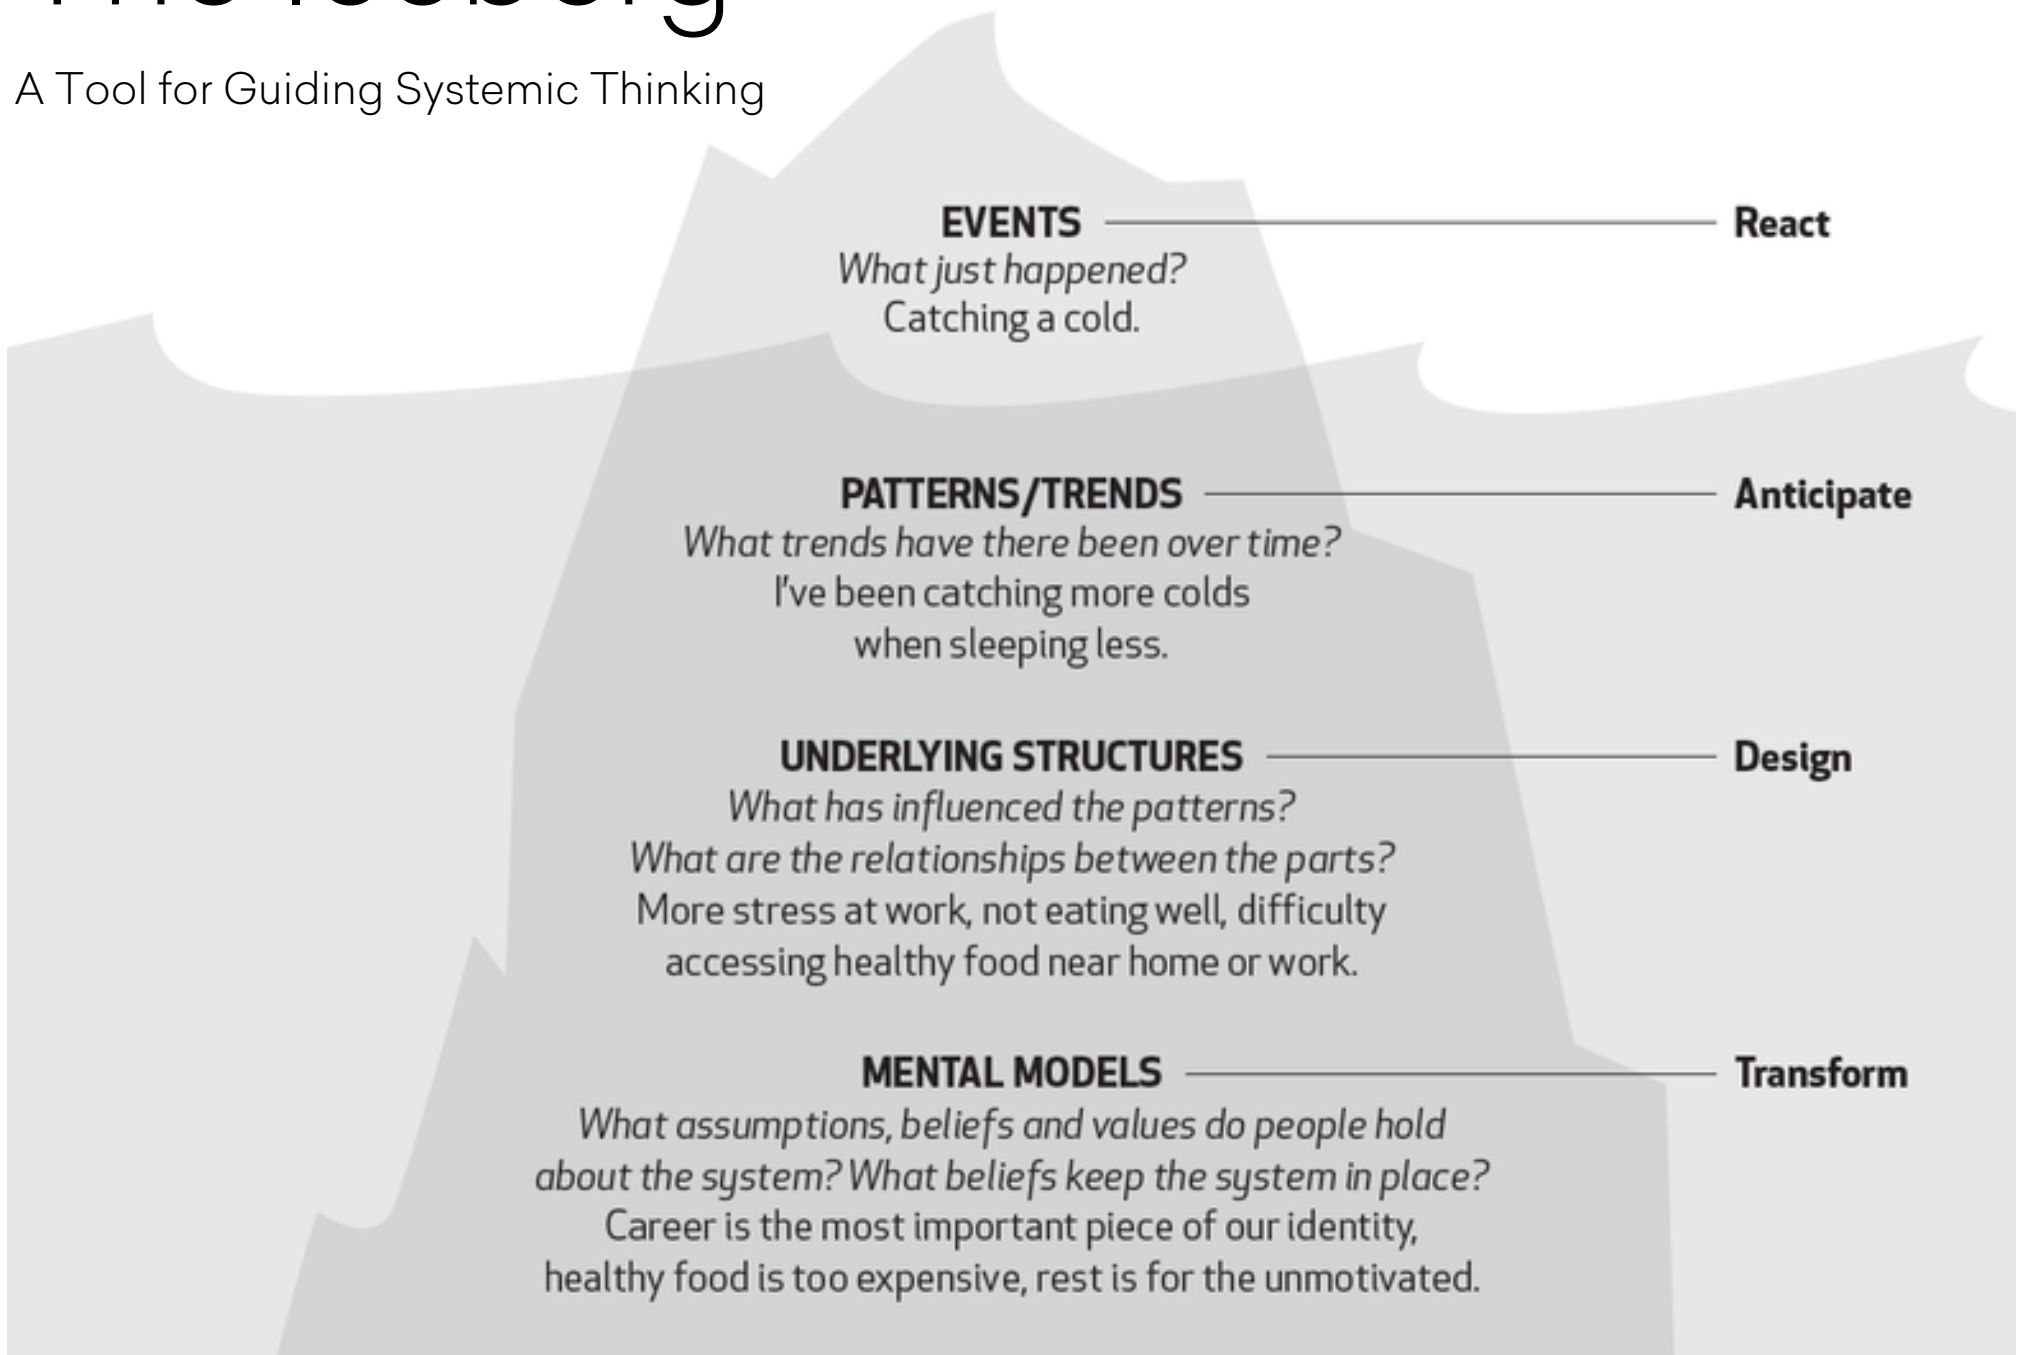 The Iceberg
A Tool for Guiding Systemic Thinking
EVENTS React
What just happened?
Catching a cold.
PATTERNS/TRENDS Anticipate
What trends have there been over time?
I've been catching more colds
when sleeping less.
UNDERLYING STRUCTURES Design
What has influenced the patterns?
What are the relationships between the parts?
More stress at work, not eating well, difficulty
accessing healthy food near home or work.
MENTAL MODELS Transform
What assumptions, beliefs and values do people hold
about the system? What beliefs keep the system in place?
Career is the most important piece of our identity,
healthy food is too expensive, rest is for the unmotivated.